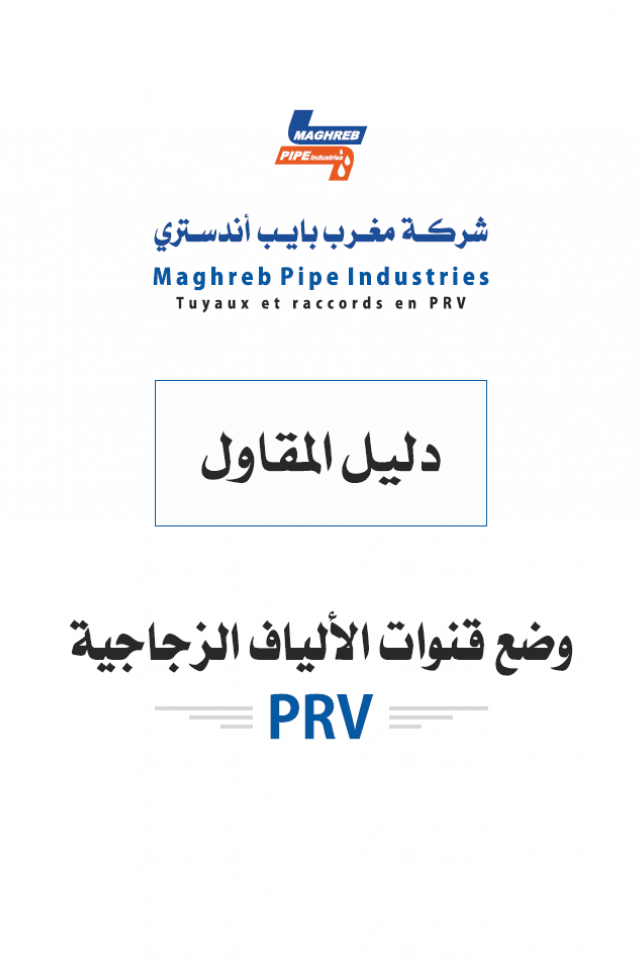 MAGHREB
PIPE Industries
شركة مغرب بايب أندستري
Maghreb Pipe Industries
Tuyaux et raccords en PRV
دليل المقاول
وضع قنوات الألياف الزجاجية
PRV